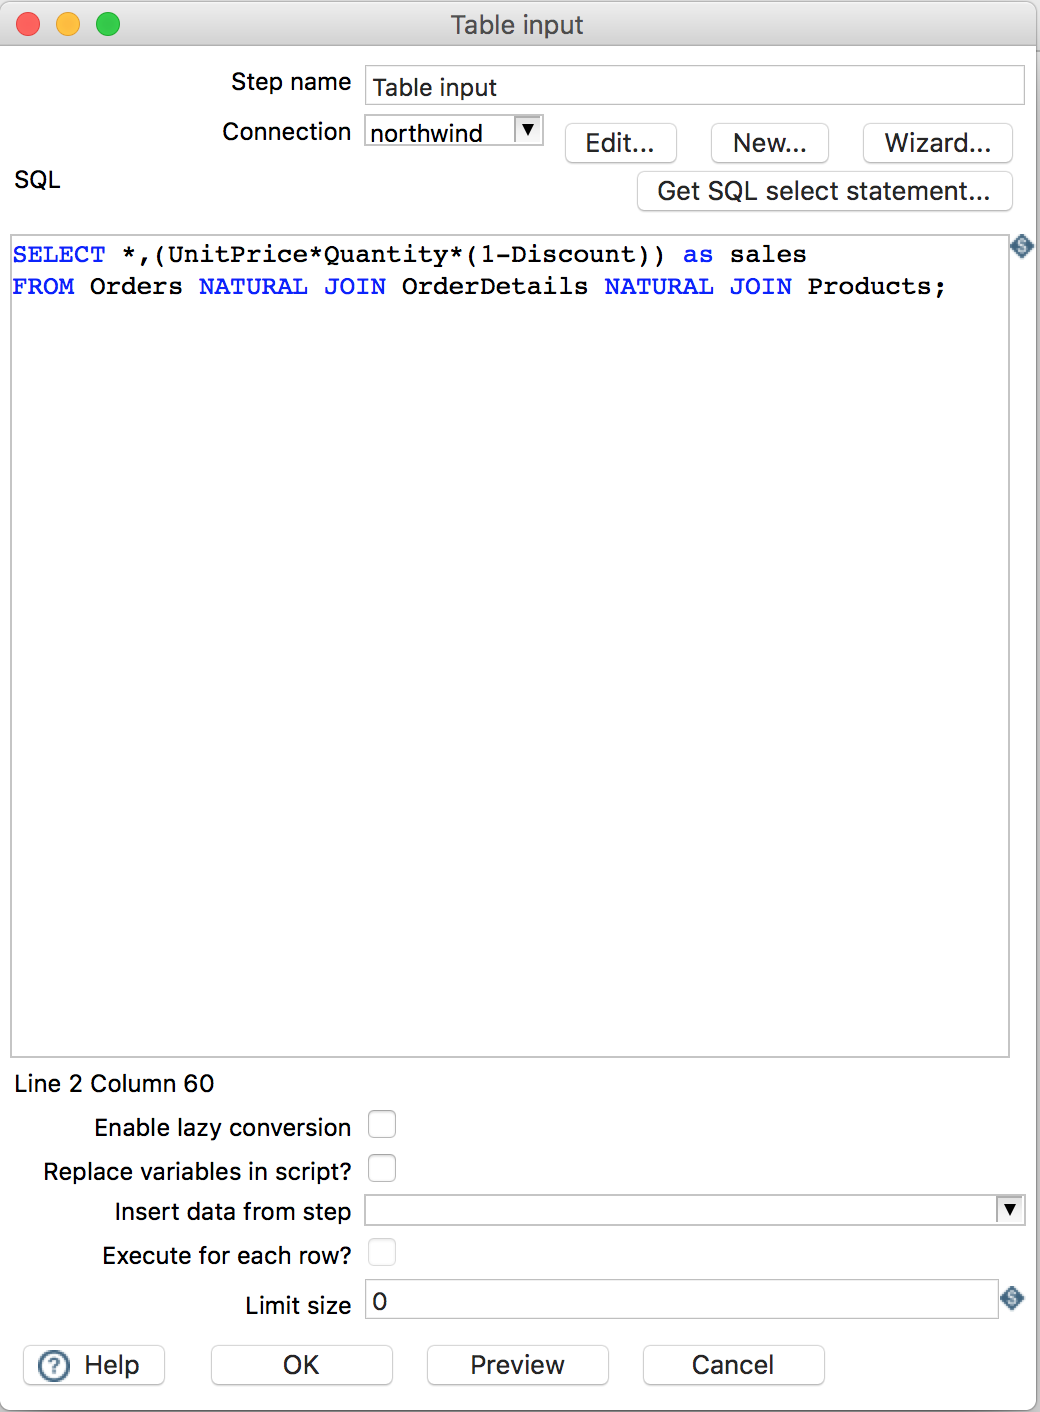 Table input
Step name Table input
Connection northwind Edit... New... Wizard...
SQL Get SQL select statement...
SELECT *,(UnitPrice*Quantity*(1-Discount)) as sales
FROM Orders NATURAL JOIN OrderDetails NATURAL JOIN Products;
Line 2 Column 60
Enable lazy conversion
Replace variables in script?
Insert data from step
Execute for each row?
Limit size 0
? Help OK Preview Cancel